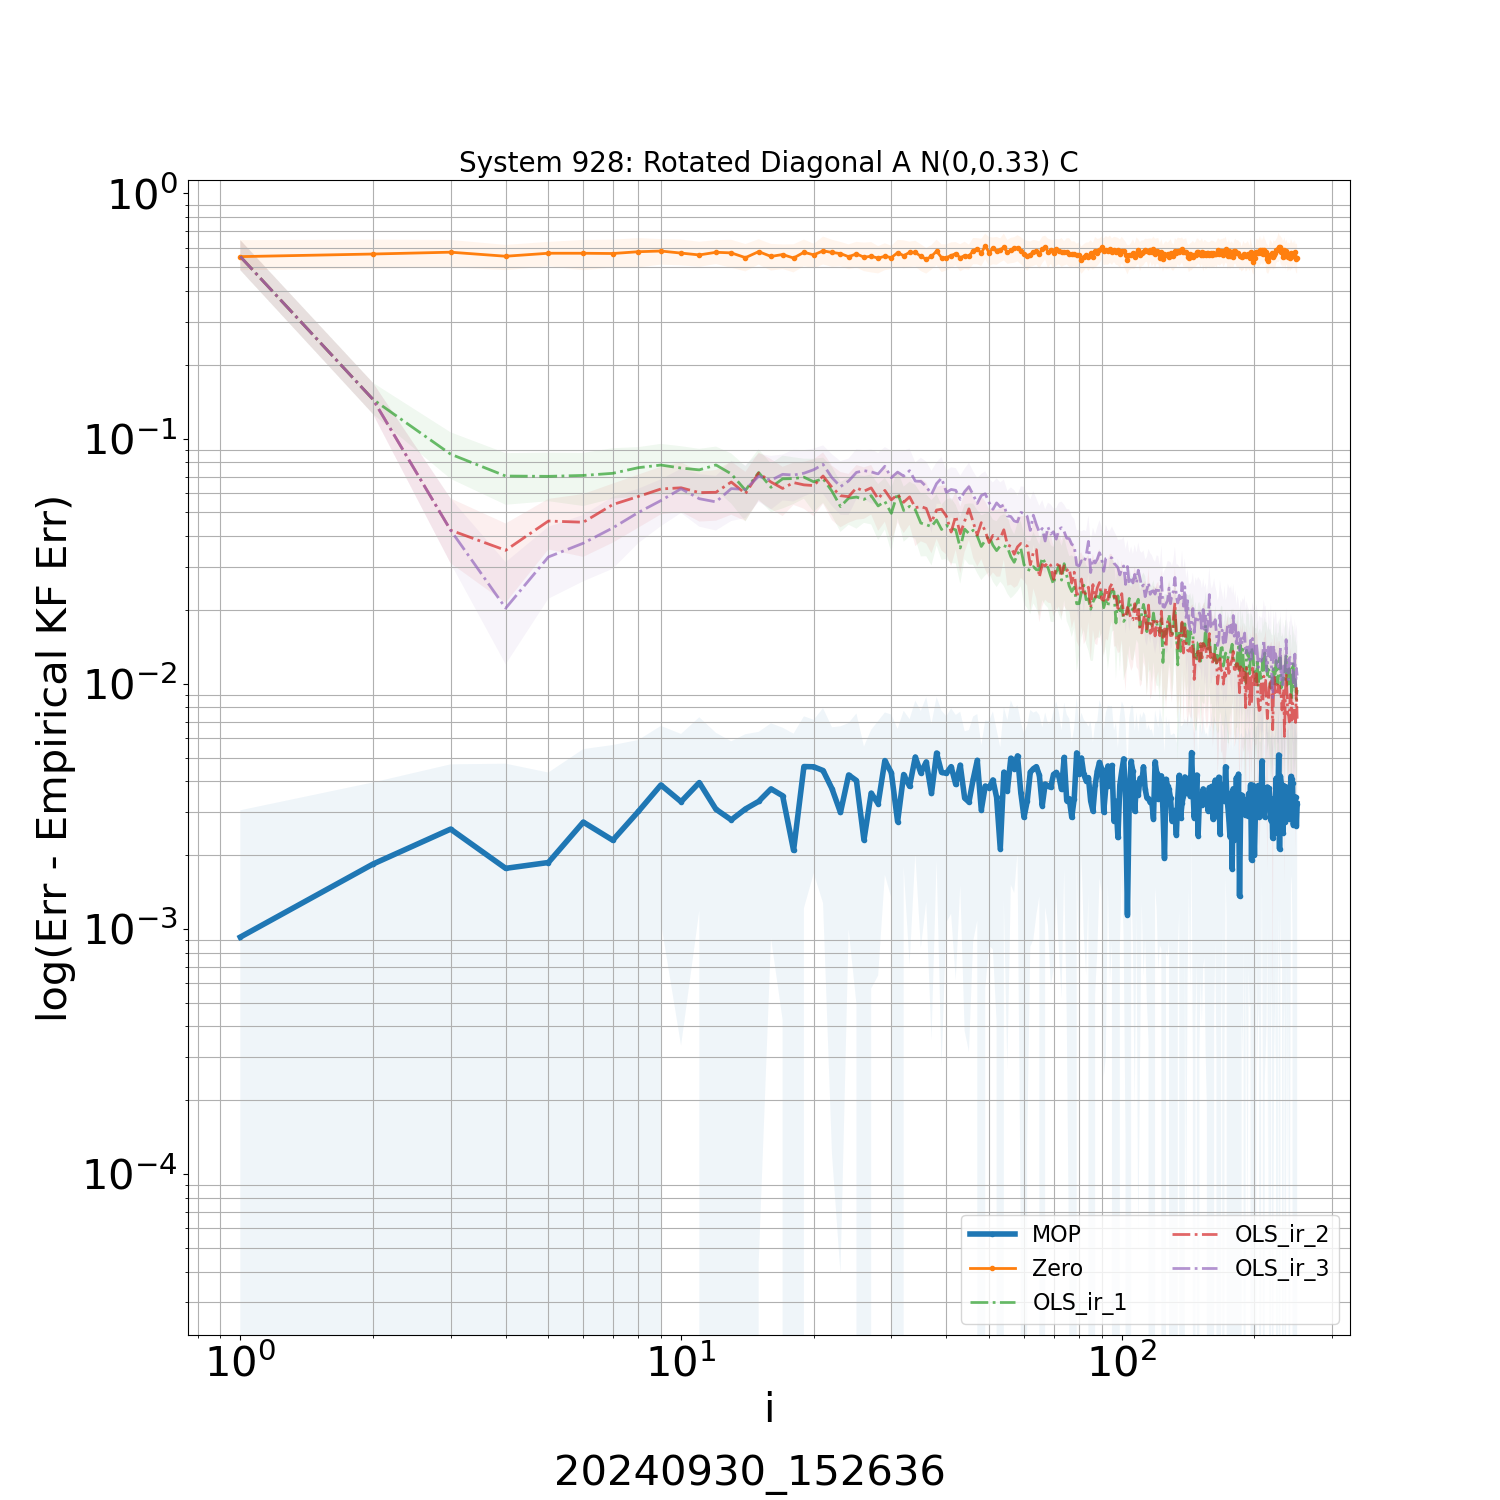 System 928: Rotated Diagonal A N(0,0.33) C
log(Err - Empirical KF Err)
10⁰
10⁻¹
10⁻²
10⁻³
10⁻⁴
MOP
Zero
OLS_ir_1
OLS_ir_2
OLS_ir_3
10⁰
10¹
10²
i
20240930_152636